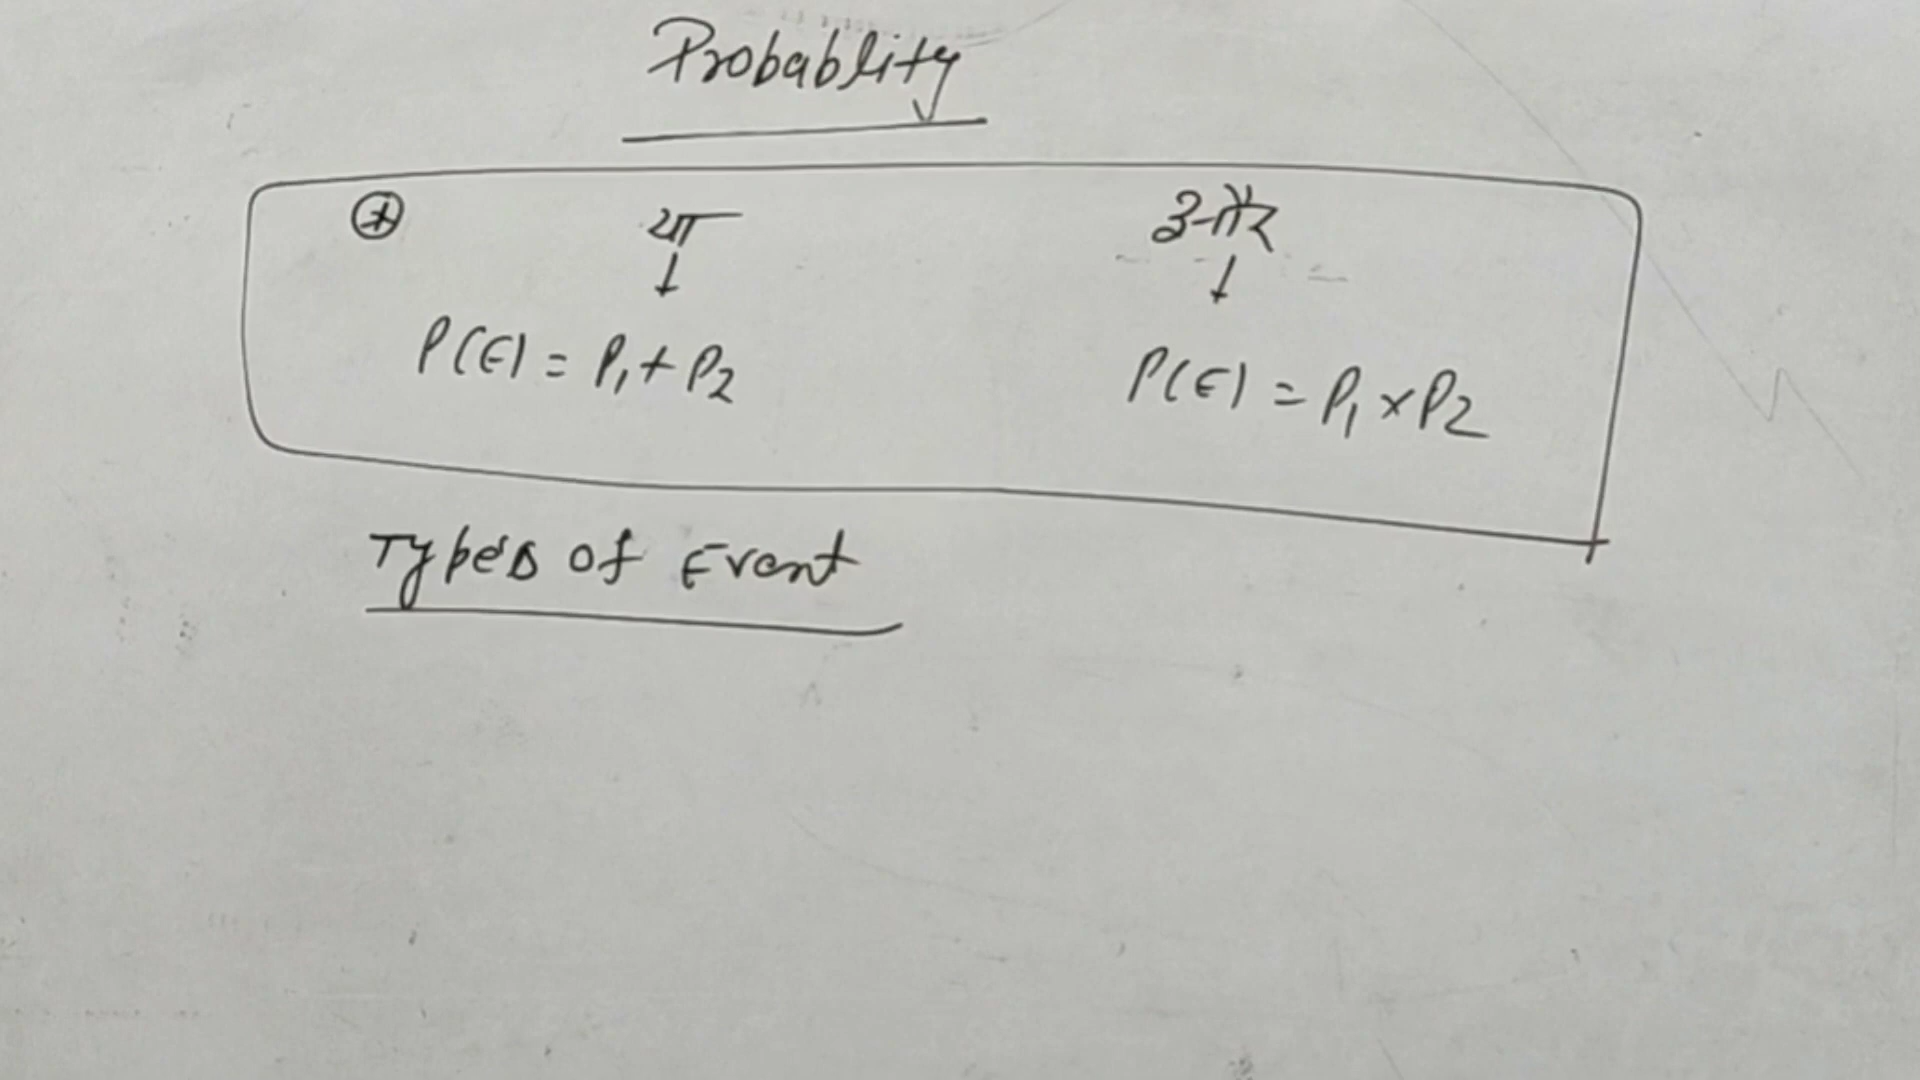 Probablity
* या और
↓ ↓
P(E) = P1 + P2 P(E) = P1 × P2
Types of Event